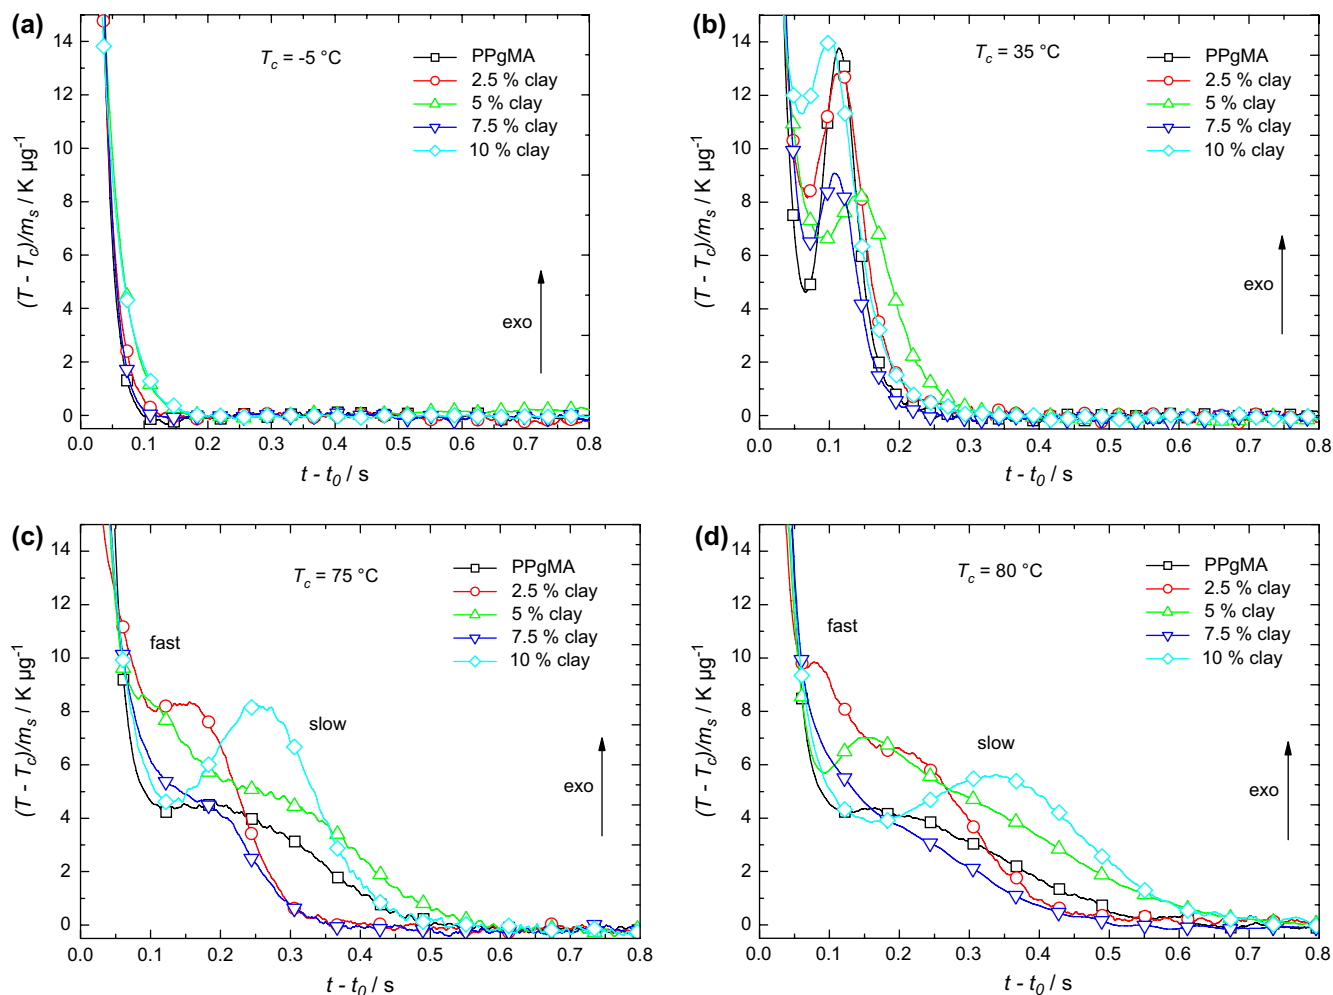 (a)
T_c = -5 °C
PPgMA
2.5 % clay
5 % clay
7.5 % clay
10 % clay
exo
(T - T_c)/m_s / K µg⁻¹
14
12
10
8
6
4
2
0
0.0 0.1 0.2 0.3 0.4 0.5 0.6 0.7 0.8
t - t_0 / s
(b)
T_c = 35 °C
PPgMA
2.5 % clay
5 % clay
7.5 % clay
10 % clay
exo
(T - T_c)/m_s / K µg⁻¹
14
12
10
8
6
4
2
0
0.0 0.1 0.2 0.3 0.4 0.5 0.6 0.7 0.8
t - t_0 / s
(c)
T_c = 75 °C
PPgMA
2.5 % clay
5 % clay
7.5 % clay
10 % clay
fast
slow
exo
(T - T_c)/m_s / K µg⁻¹
14
12
10
8
6
4
2
0
0.0 0.1 0.2 0.3 0.4 0.5 0.6 0.7 0.8
t - t_0 / s
(d)
T_c = 80 °C
PPgMA
2.5 % clay
5 % clay
7.5 % clay
10 % clay
fast
slow
exo
(T - T_c)/m_s / K µg⁻¹
14
12
10
8
6
4
2
0
0.0 0.1 0.2 0.3 0.4 0.5 0.6 0.7 0.8
t - t_0 / s